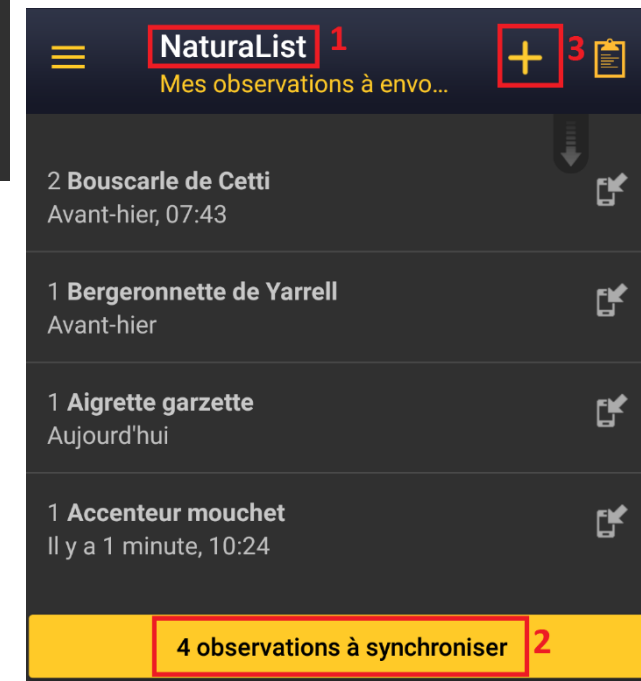 NaturaList 1
Mes observations à envo...
3
2 Bouscarle de Cetti
Avant-hier, 07:43
1 Bergeronnette de Yarrell
Avant-hier
1 Aigrette garzette
Aujourd'hui
1 Accenteur mouchet
Il y a 1 minute, 10:24
4 observations à synchroniser 2